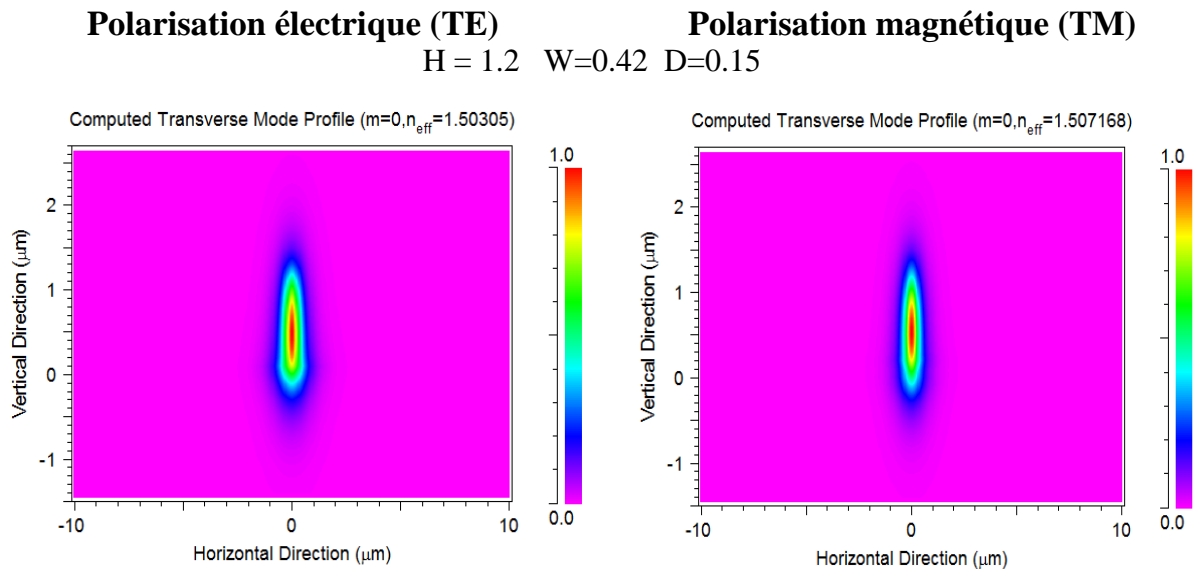 Polarisation électrique (TE) Polarisation magnétique (TM)
H = 1.2 W=0.42 D=0.15
Computed Transverse Mode Profile (m=0,neff=1.50305)
1.0
Vertical Direction (μm)
2
1
0
-1
0.0
-10 0 10
Horizontal Direction (μm)
Computed Transverse Mode Profile (m=0,neff=1.507168)
1.0
Vertical Direction (μm)
2
1
0
-1
0.0
-10 0 10
Horizontal Direction (μm)